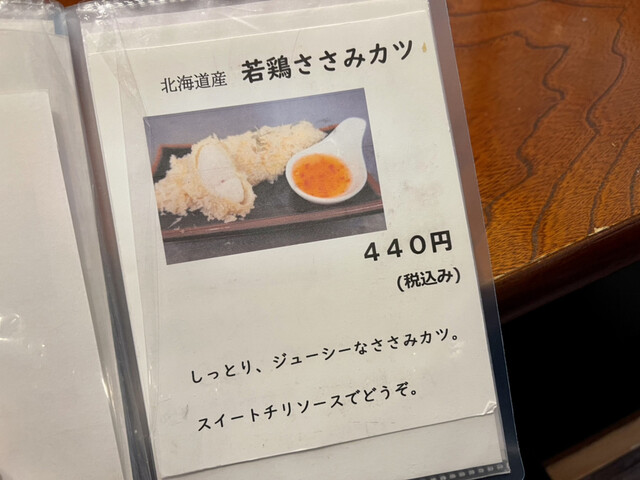 北海道産 若鶏ささみカツ
440円
(税込み)
しっとり、ジューシーなささみカツ。
スイートチリソースでどうぞ。